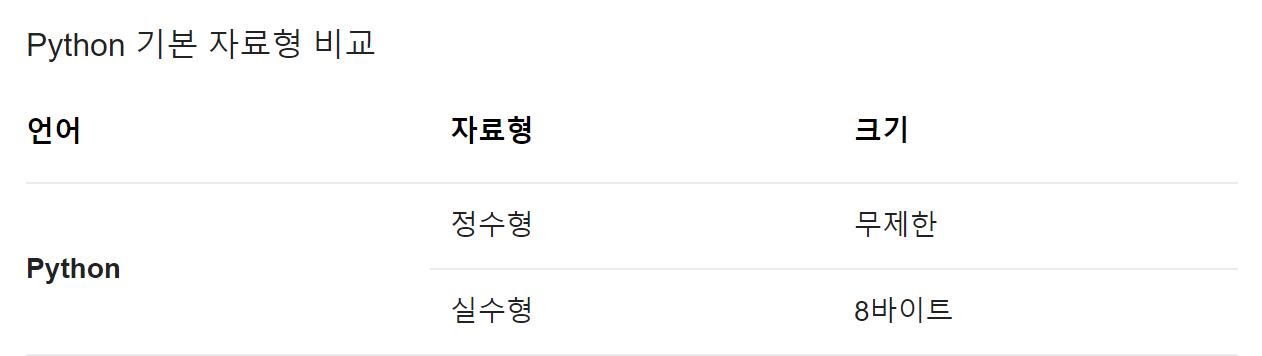 Python 기본 자료형 비교
언어 자료형 크기
Python
정수형 무제한
실수형 8바이트